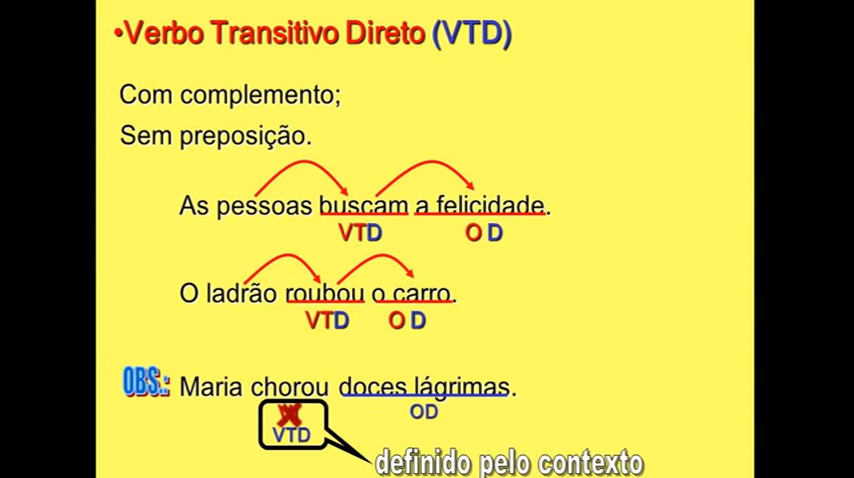 •Verbo Transitivo Direto (VTD)
Com complemento;
Sem preposição.
As pessoas buscam a felicidade.
VTD O D
O ladrão roubou o carro.
VTD O D
OBS.: Maria chorou doces lágrimas.
OD
VTD
definido pelo contexto